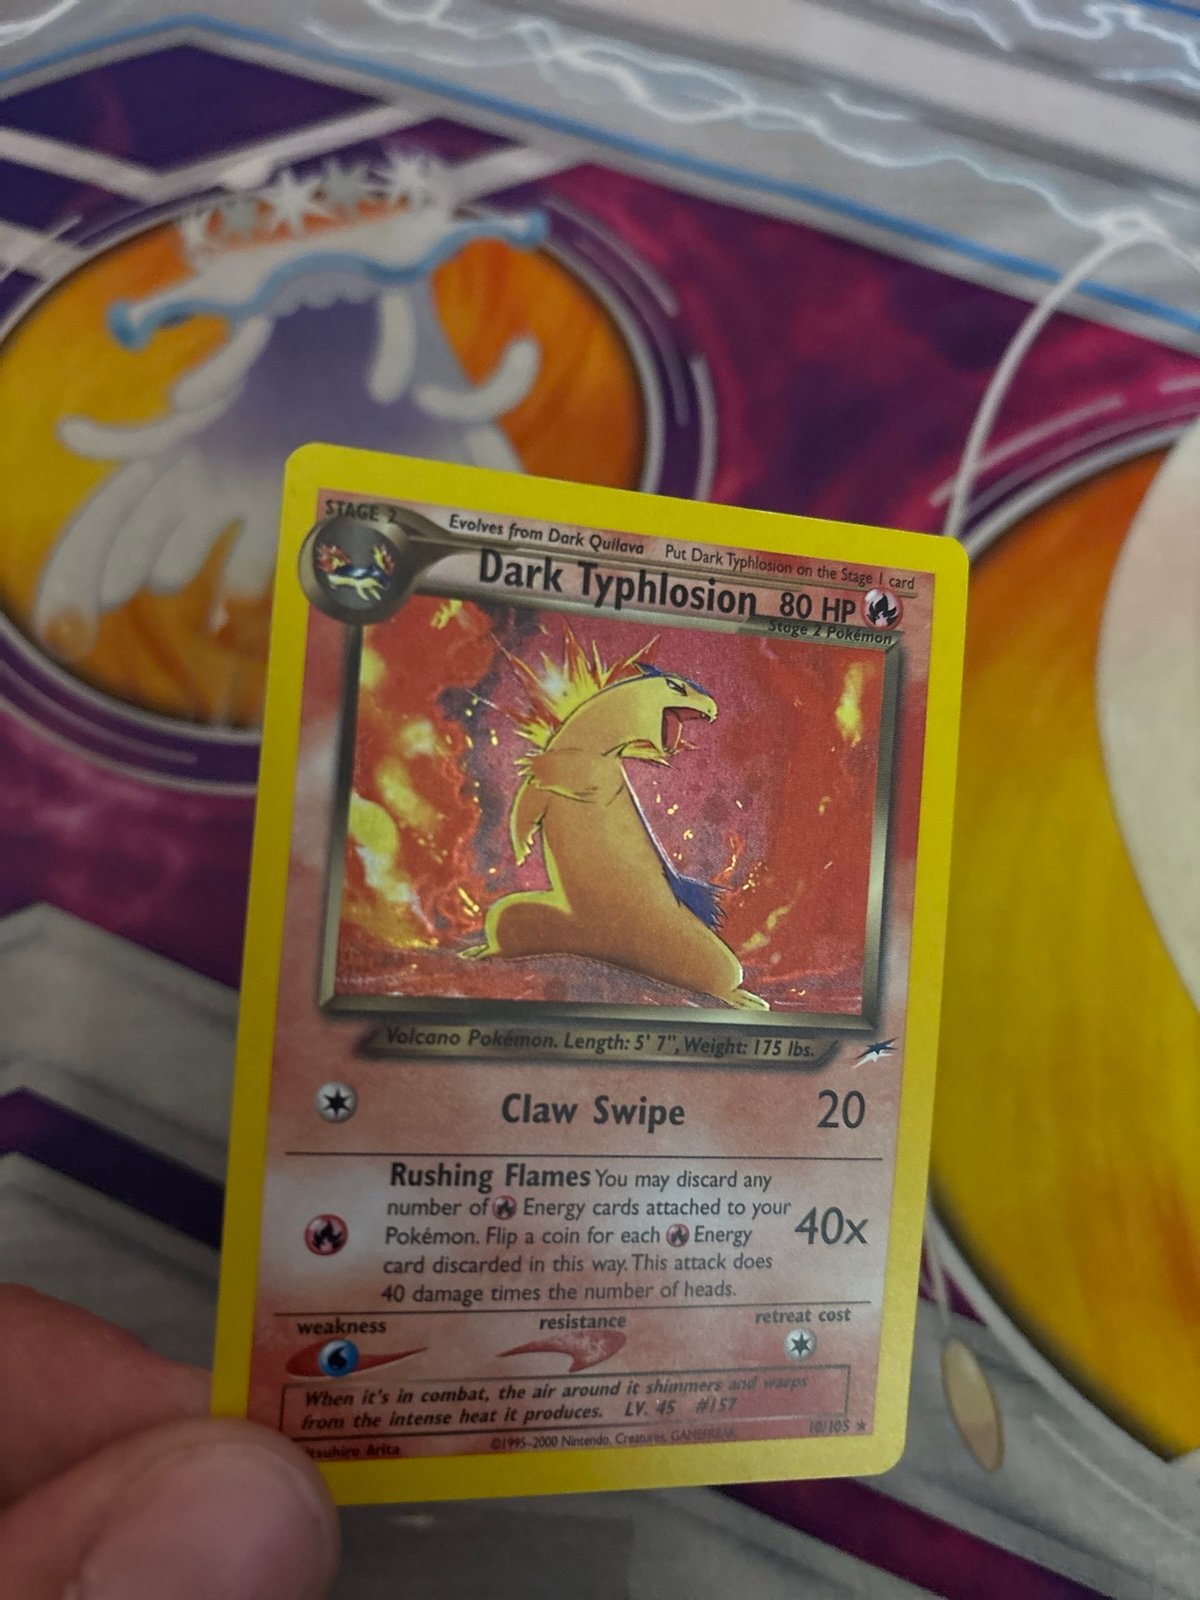 STAGE 2
Evolves from Dark Quilava Put Dark Typhlosion on the Stage 1 card
Dark Typhlosion 80 HP
Stage 2 Pokémon
Volcano Pokémon. Length: 5' 7", Weight: 175 lbs.
Claw Swipe 20
Rushing Flames You may discard any
number of Energy cards attached to your
Pokémon. Flip a coin for each Energy
card discarded in this way. This attack does
40 damage times the number of heads.
40x
weakness resistance retreat cost
When it's in combat, the air around it shimmers and warps
from the intense heat it produces. LV. 45 #157
Arita ©1995-2000 Nintendo, Creatures, GAMEFREAK 10/105